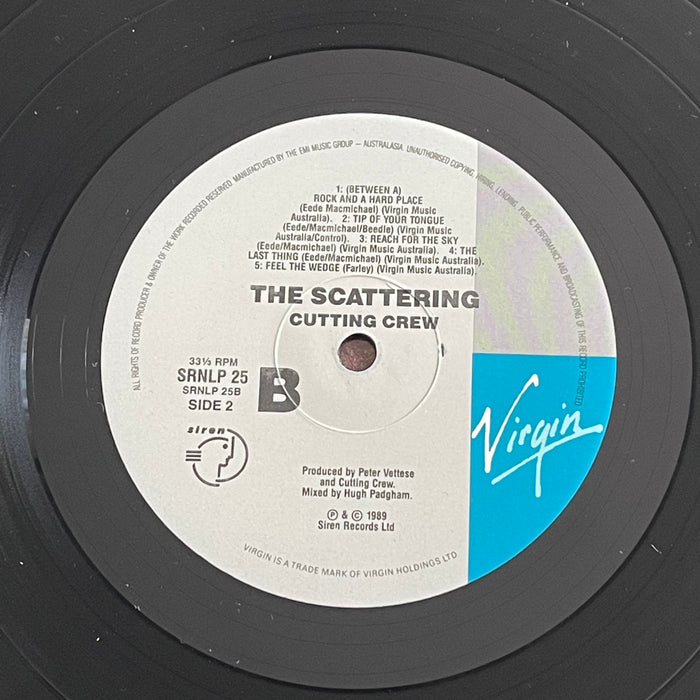 ALL RIGHTS OF RECORD PRODUCER & OWNER OF THE WORK RECORDED RESERVED. MANUFACTURED BY THE EMI MUSIC GROUP – AUSTRALASIA. UNAUTHORISED COPYING, HIRING, LENDING, PUBLIC PERFORMANCE AND BROADCASTING OF THIS RECORD PROHIBITED
1: (BETWEEN A)
ROCK AND A HARD PLACE
(Eede Macmichael) (Virgin Music
Australia). 2: TIP OF YOUR TONGUE
(Eede/Macmichael/Beedle) (Virgin Music
Australia/Control). 3: REACH FOR THE SKY
(Eede/Macmichael) (Virgin Music Australia). 4: THE
LAST THING (Eede/Macmichael) (Virgin Music Australia).
5: FEEL THE WEDGE (Farley) (Virgin Music Australia).
THE SCATTERING
CUTTING CREW
33⅓ RPM
SRNLP 25
SRNLP 25B
SIDE 2
B
siren
Virgin
Produced by Peter Vettese
and Cutting Crew.
Mixed by Hugh Padgham.
℗ & © 1989
Siren Records Ltd
VIRGIN IS A TRADE MARK OF VIRGIN HOLDINGS LTD